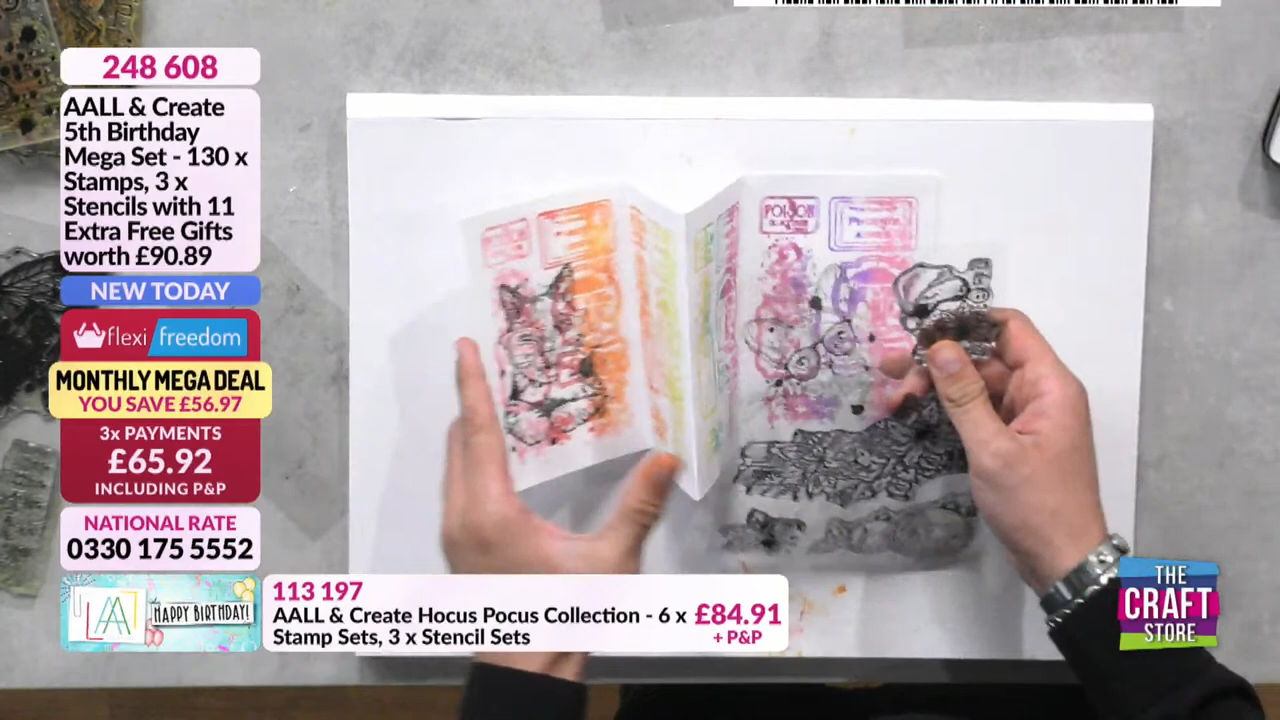 248 608
AALL & Create
5th Birthday
Mega Set - 130 x
Stamps, 3 x
Stencils with 11
Extra Free Gifts
worth £90.89
NEW TODAY
flexi freedom
MONTHLY MEGA DEAL
YOU SAVE £56.97
3x PAYMENTS
£65.92
INCLUDING P&P
NATIONAL RATE
0330 175 5552
HAPPY BIRTHDAY!
113 197
AALL & Create Hocus Pocus Collection - 6 x
Stamp Sets, 3 x Stencil Sets
£84.91
+ P&P
POISON
THE
CRAFT
STORE